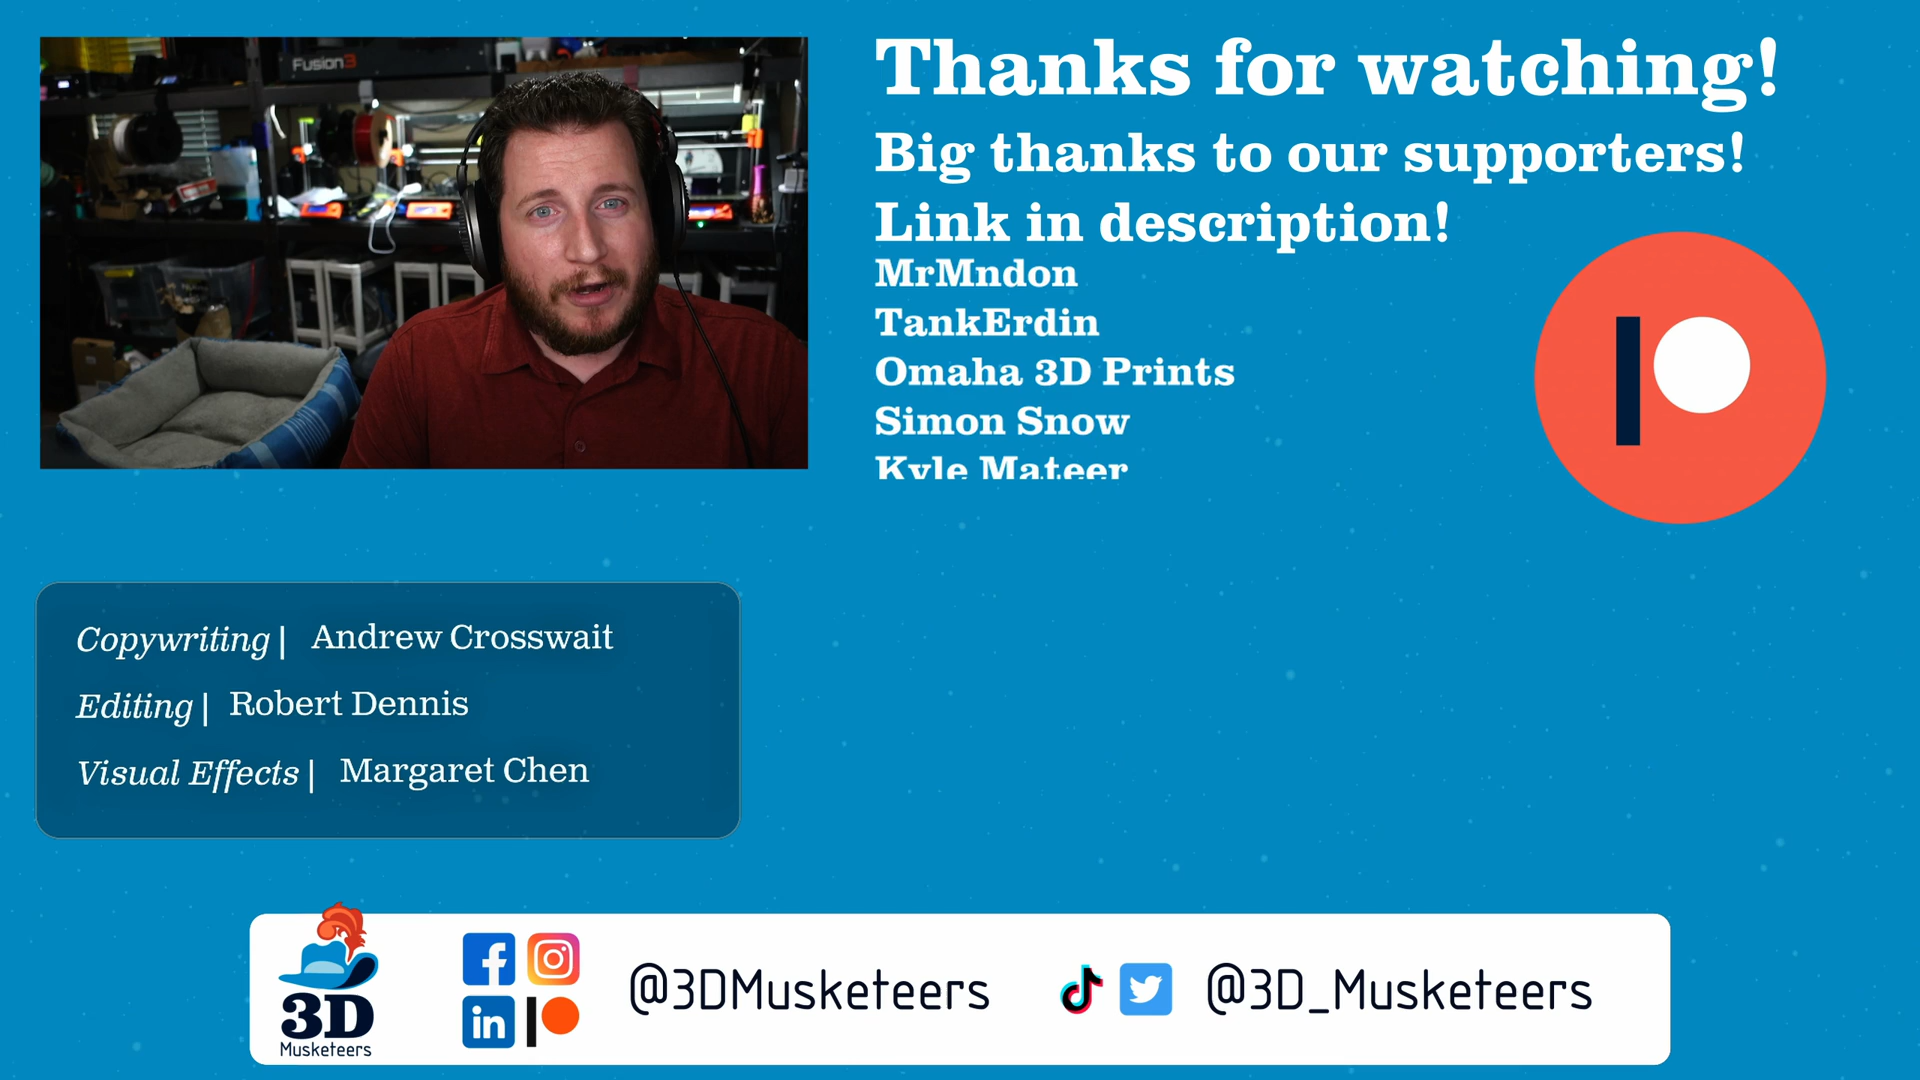 Fusion3
Thanks for watching!
Big thanks to our supporters!
Link in description!
MrMndon
TankErdin
Omaha 3D Prints
Simon Snow
Kyle Mateer
Copywriting | Andrew Crosswait
Editing | Robert Dennis
Visual Effects | Margaret Chen
3D
Musketeers
@3DMusketeers
@3D_Musketeers